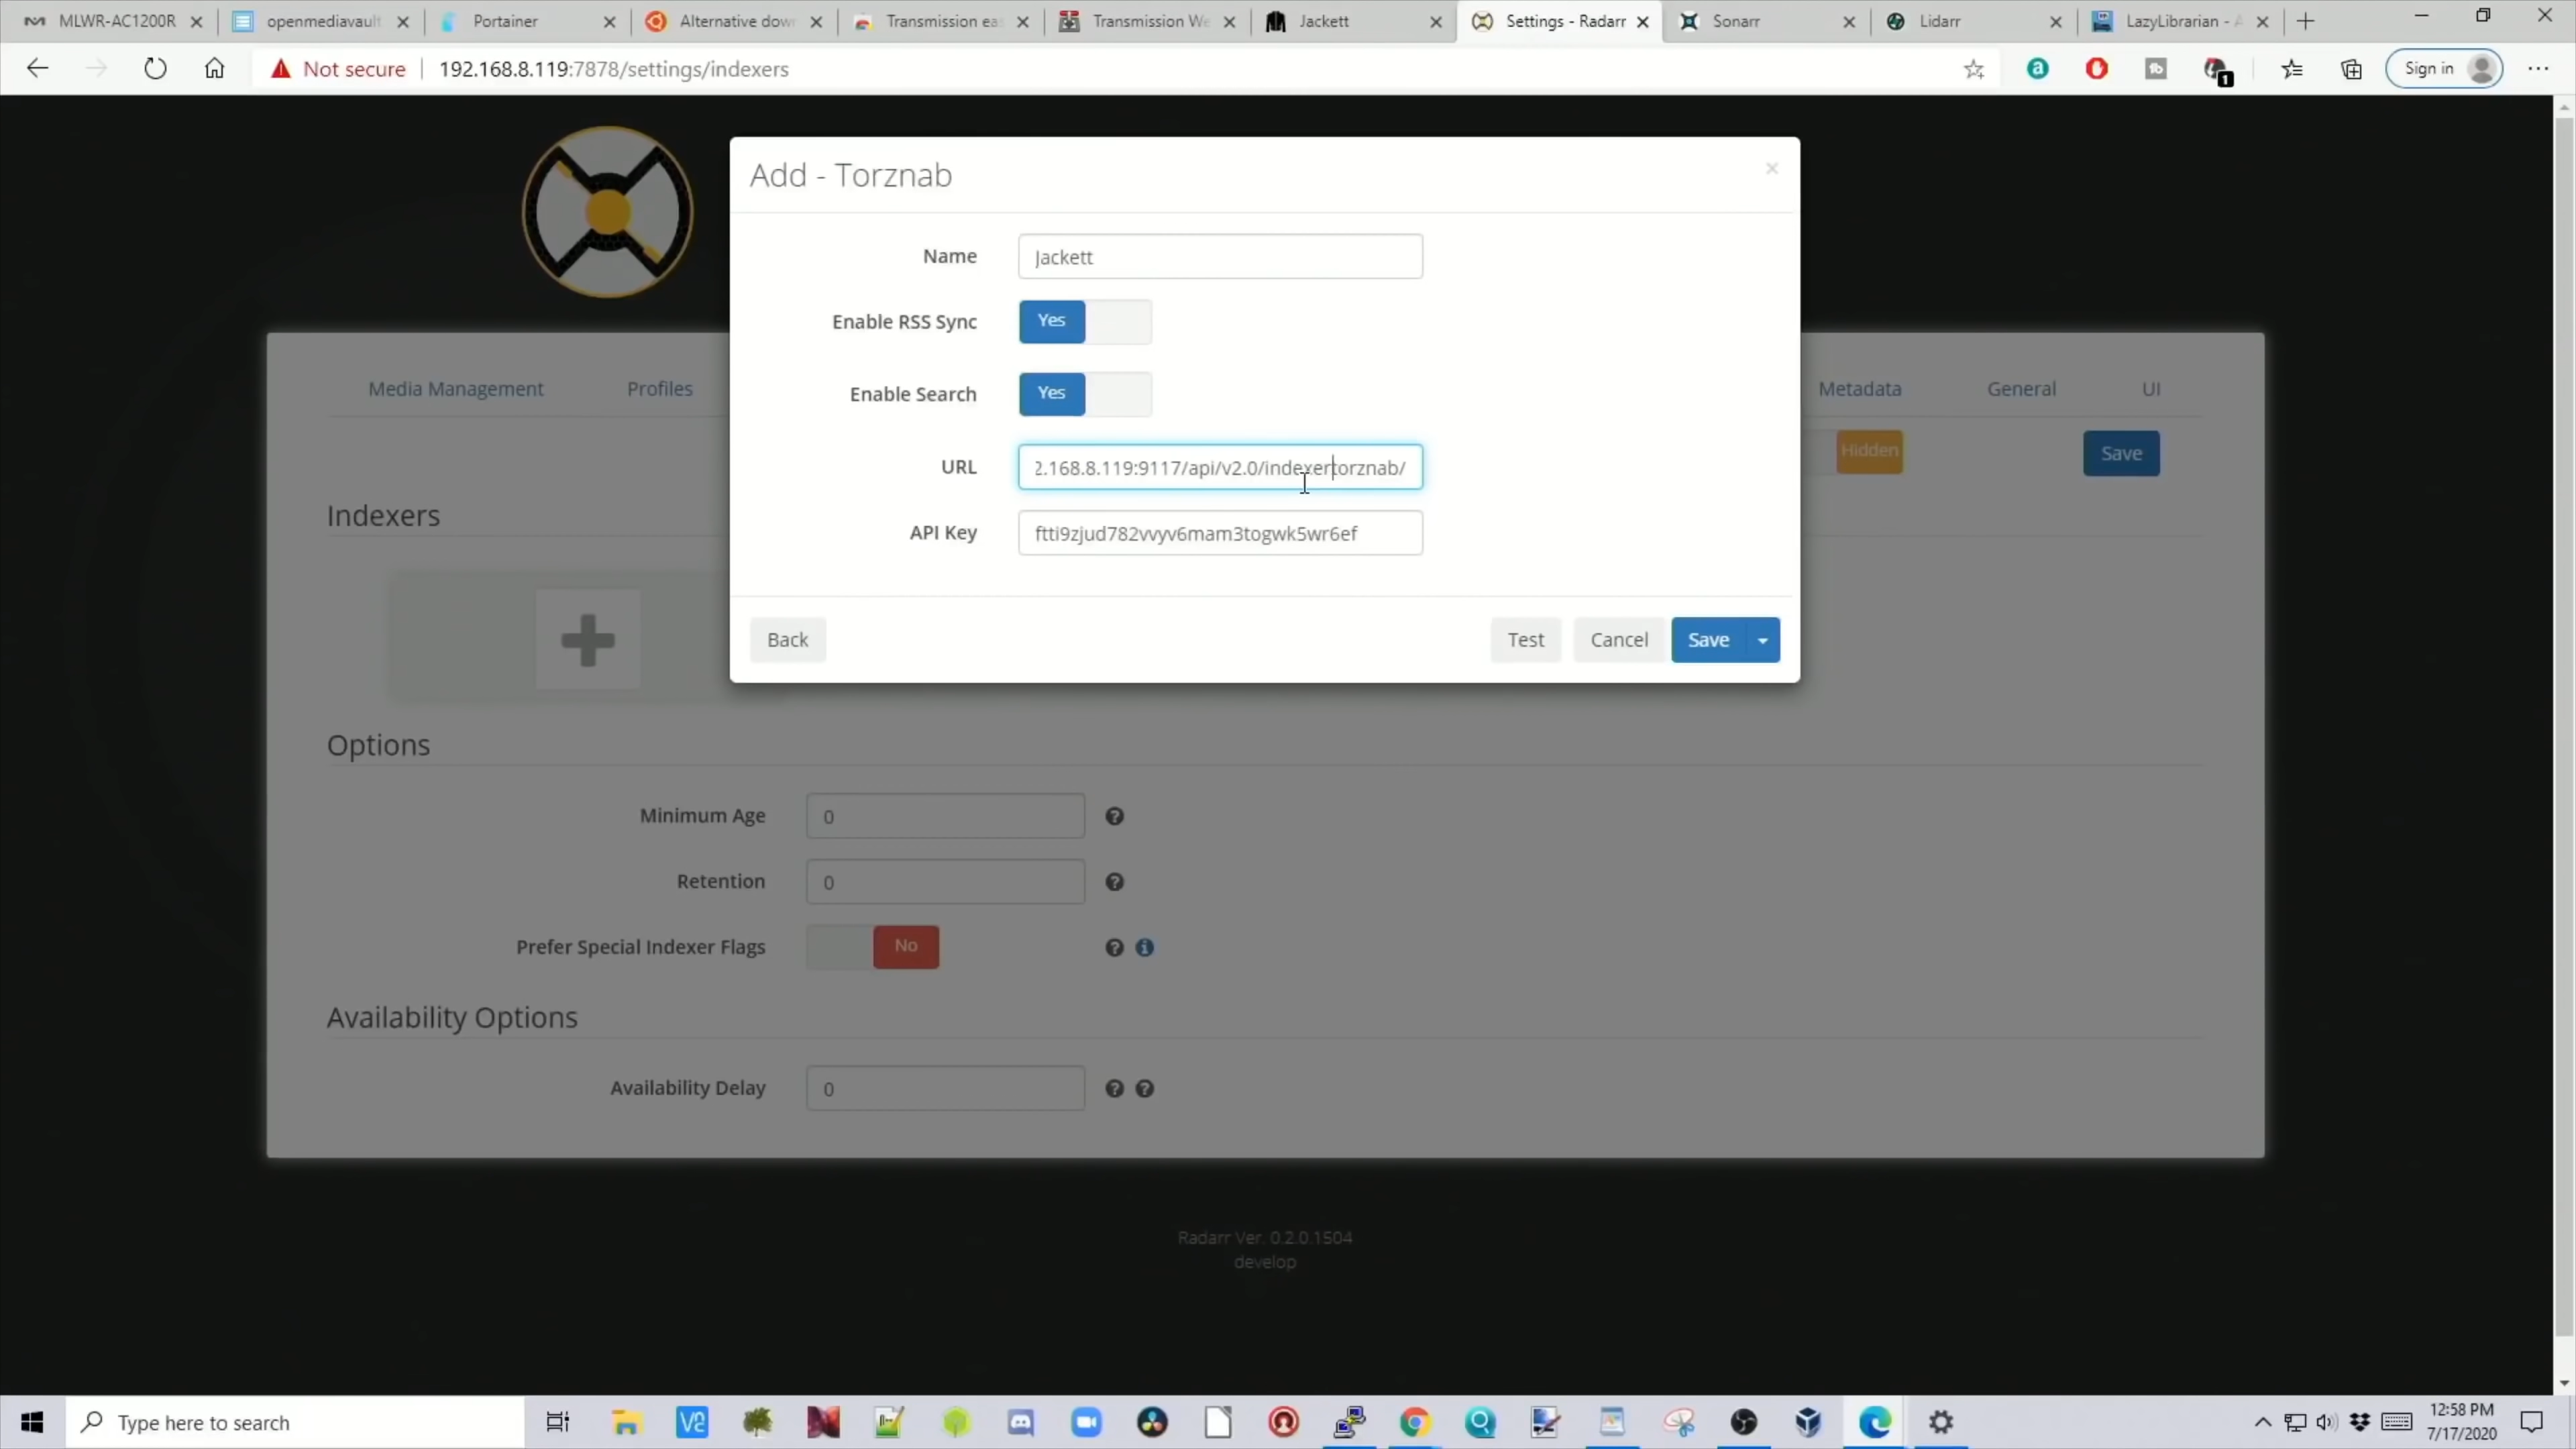 MLWR-AC1200R openmediavault Portainer Alternative dow Transmission ea Transmission We Jackett Settings - Radarr Sonarr Lidarr LazyLibrarian - A
Not secure 192.168.8.119:7878/settings/indexers Sign in
Add - Torznab
Name Jackett
Enable RSS Sync Yes
Media Management Profiles Metadata General UI
Enable Search Yes
Hidden Save
URL 2.168.8.119:9117/api/v2.0/indexertorznab/
Indexers
API Key ftti9zjud782vvyv6mam3togwk5wr6ef
Back Test Cancel Save
Options
Minimum Age 0
Retention 0
Prefer Special Indexer Flags No
Availability Options
Availability Delay 0
Radarr Ver. 0.2.0.1504
develop
Type here to search
12:58 PM
7/17/2020